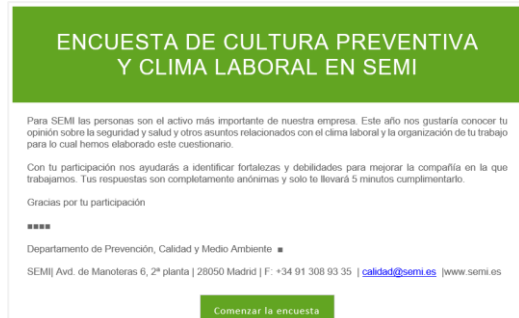 ENCUESTA DE CULTURA PREVENTIVA
Y CLIMA LABORAL EN SEMI
Para SEMI las personas son el activo más importante de nuestra empresa. Este año nos gustaría conocer tu
opinión sobre la seguridad y salud y otros asuntos relacionados con el clima laboral y la organización de tu trabajo
para lo cual hemos elaborado este cuestionario.
Con tu participación nos ayudarás a identificar fortalezas y debilidades para mejorar la compañía en la que
trabajamos. Tus respuestas son completamente anónimas y solo te llevará 5 minutos cumplimentarlo.
Gracias por tu participación
Departamento de Prevención, Calidad y Medio Ambiente
SEMI| Avd. de Manoteras 6, 2ª planta | 28050 Madrid | F: +34 91 308 93 35 | calidad@semi.es |www.semi.es
Comenzar la encuesta